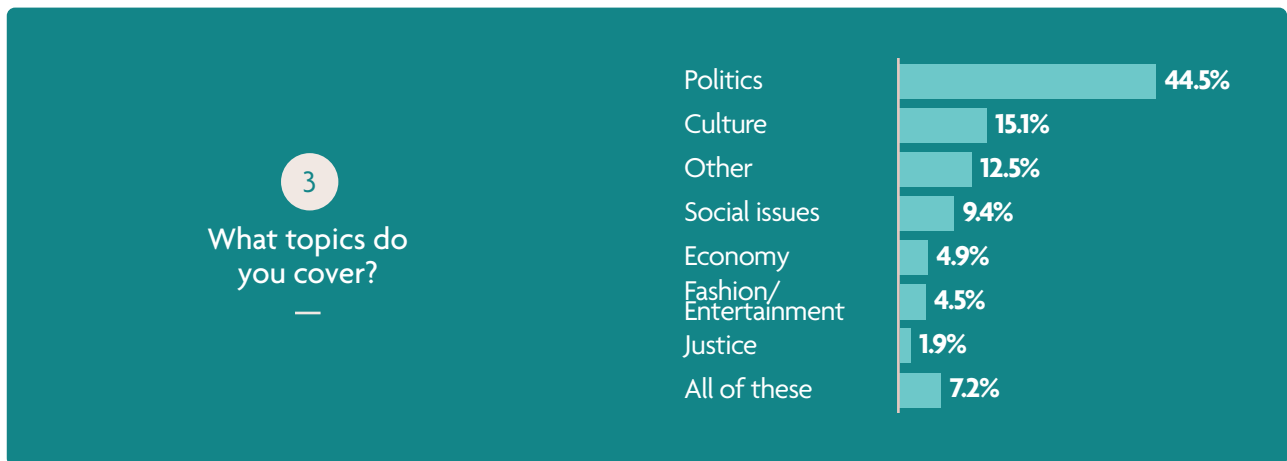 3
What topics do
you cover?
Politics 44.5%
Culture 15.1%
Other 12.5%
Social issues 9.4%
Economy 4.9%
Fashion/
Entertainment 4.5%
Justice 1.9%
All of these 7.2%